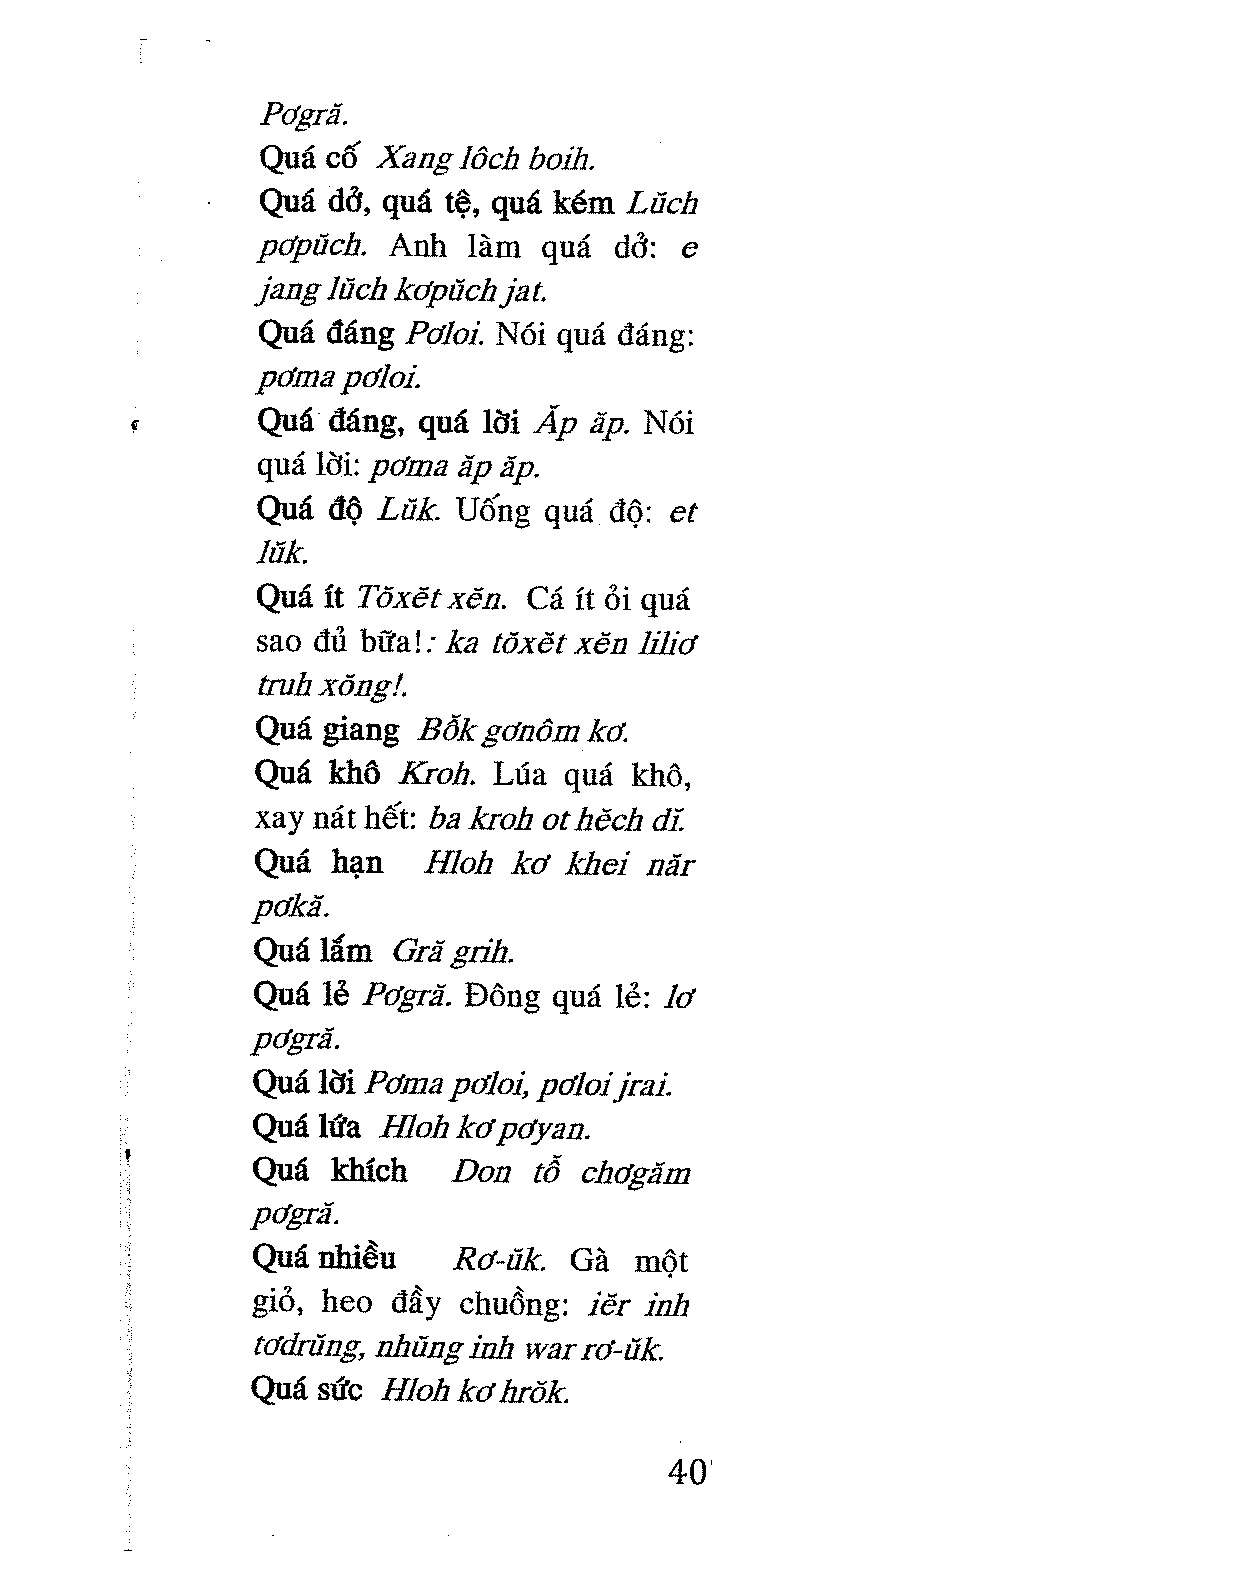 Pơgră.
Quá cố Xang lôch boih.
Quá dở, quá tệ, quá kém Lŭch
pơpŭch. Anh làm quá dở: e
jang lŭch kơpŭch jat.
Quá đáng Pơloi. Nói quá đáng:
pơma pơloi.
Quá đáng, quá lời Ăp ăp. Nói
quá lời: pơma ăp ăp.
Quá độ Lŭk. Uống quá độ: et
lŭk.
Quá ít Tŏxĕt xĕn. Cá ít ỏi quá
sao đủ bữa!: ka tŏxĕt xĕn liliơ
truh xŏng!.
Quá giang Bô̆k gơnôm kơ.
Quá khô Kroh. Lúa quá khô,
xay nát hết: ba kroh ot hĕch dĭ.
Quá hạn Hloh kơ khei năr
pơkă.
Quá lắm Gră grih.
Quá lẻ Pơgră. Đông quá lẻ: lơ
pơgră.
Quá lời Pơma pơloi, pơloi jrai.
Quá lứa Hloh kơ pơyan.
Quá khích Don tô̆ chơgăm
pơgră.
Quá nhiều Rơ-ŭk. Gà một
giỏ, heo đầy chuồng: iĕr inh
tơdrŭng, nhŭng inh war rơ-ŭk.
Quá sức Hloh kơ hrŏk.
40